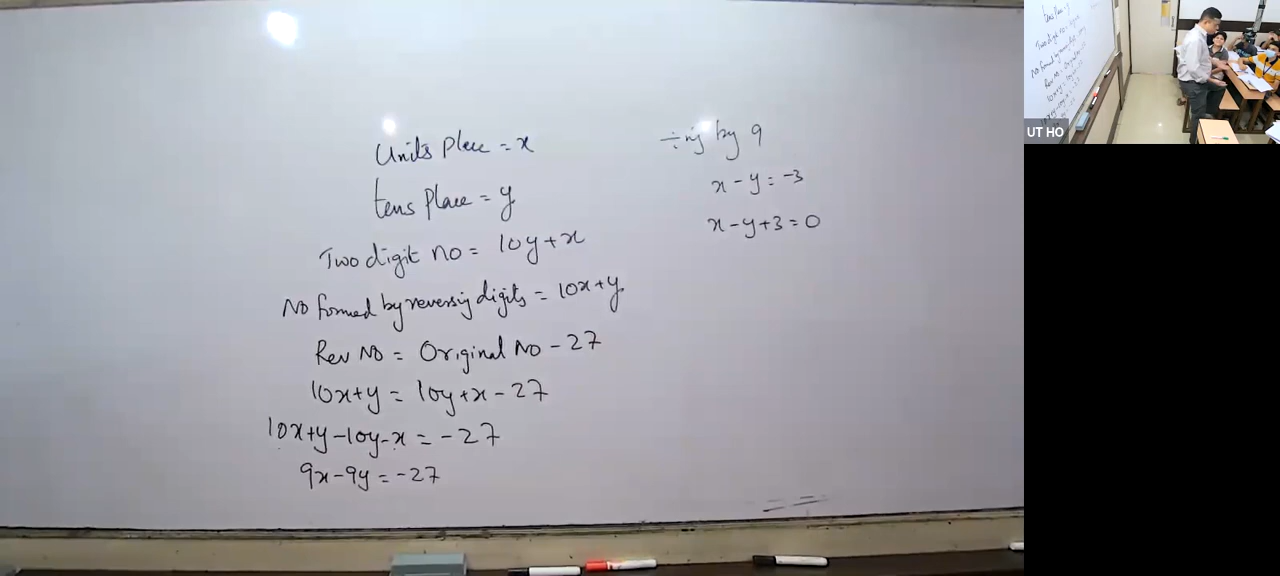 Units Place = x
tens Place = y
Two digit no = 10y+x
No formed by reversing digits = 10x+y
Rev No = Original No - 27
10x+y = 10y+x - 27
10x+y-10y-x = -27
9x-9y = -27
÷ing by 9
x - y = -3
x - y + 3 = 0
UT HO